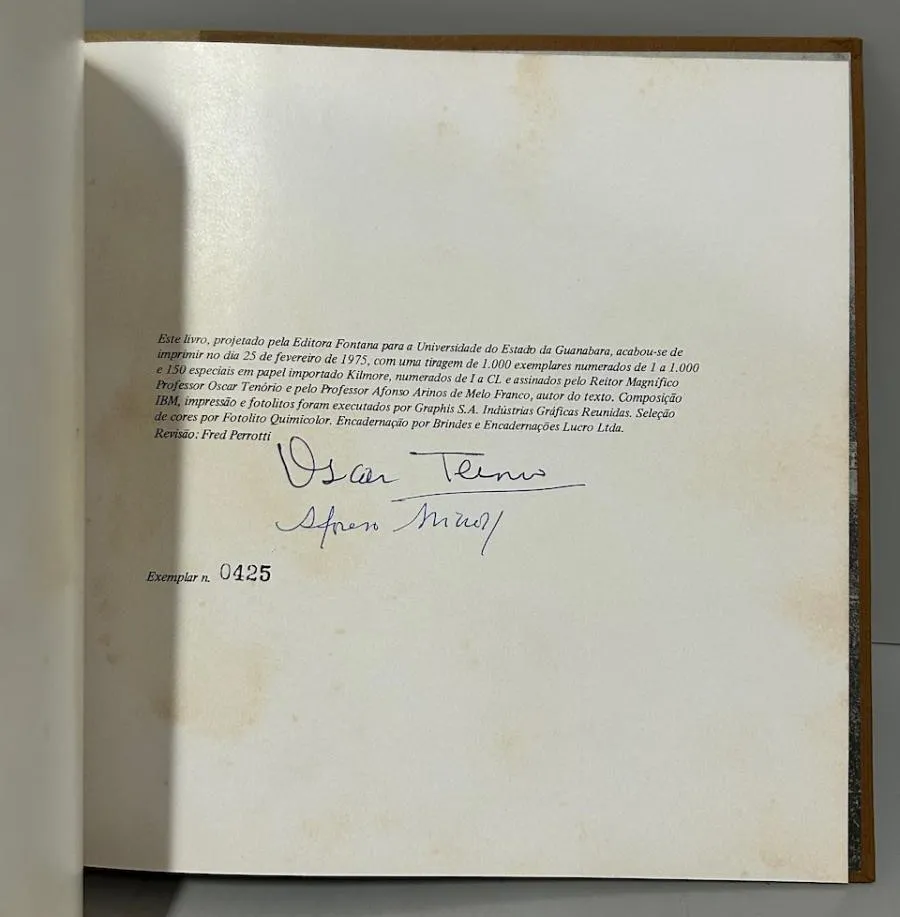 Este livro, projetado pela Editora Fontana para a Universidade do Estado da Guanabara, acabou-se de
imprimir no dia 25 de fevereiro de 1975, com uma tiragem de 1.000 exemplares numerados de 1 a 1.000
e 150 especiais em papel importado Kilmore, numerados de I a CL e assinados pelo Reitor Magnífico
Professor Oscar Tenório e pelo Professor Afonso Arinos de Melo Franco, autor do texto. Composição
IBM, impressão e fotolitos foram executados por Graphis S.A. Indústrias Gráficas Reunidas. Seleção
de cores por Fotolito Quimicolor. Encadernação por Brindes e Encadernações Lucro Ltda.
Revisão: Fred Perrotti
Oscar Tenorio
Afonso Arinos
Exemplar n. 0425